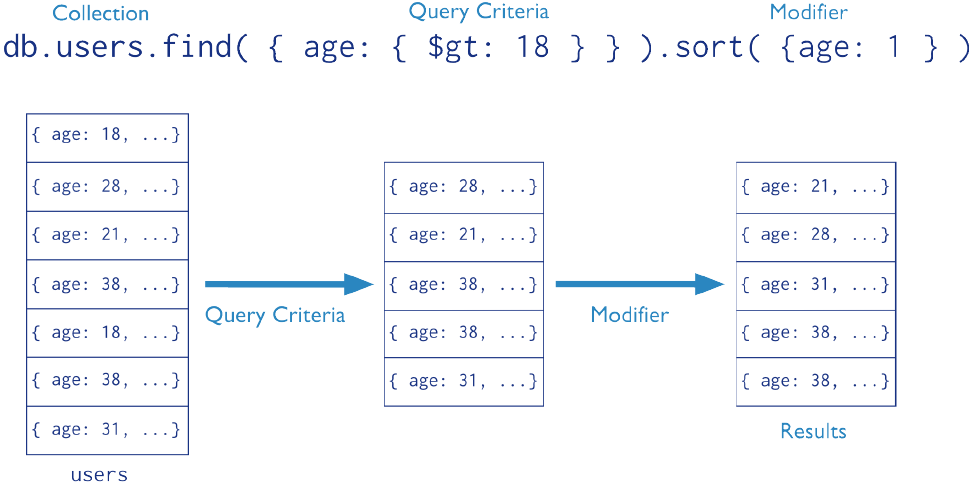 Collection
Query Criteria
Modifier
db.users.find( { age: { $gt: 18 } } ).sort( {age: 1 } )
{ age: 18, ...}
{ age: 28, ...}
{ age: 21, ...}
{ age: 38, ...}
{ age: 18, ...}
{ age: 38, ...}
{ age: 31, ...}
users
Query Criteria
{ age: 28, ...}
{ age: 21, ...}
{ age: 38, ...}
{ age: 38, ...}
{ age: 31, ...}
Modifier
{ age: 21, ...}
{ age: 28, ...}
{ age: 31, ...}
{ age: 38, ...}
{ age: 38, ...}
Results